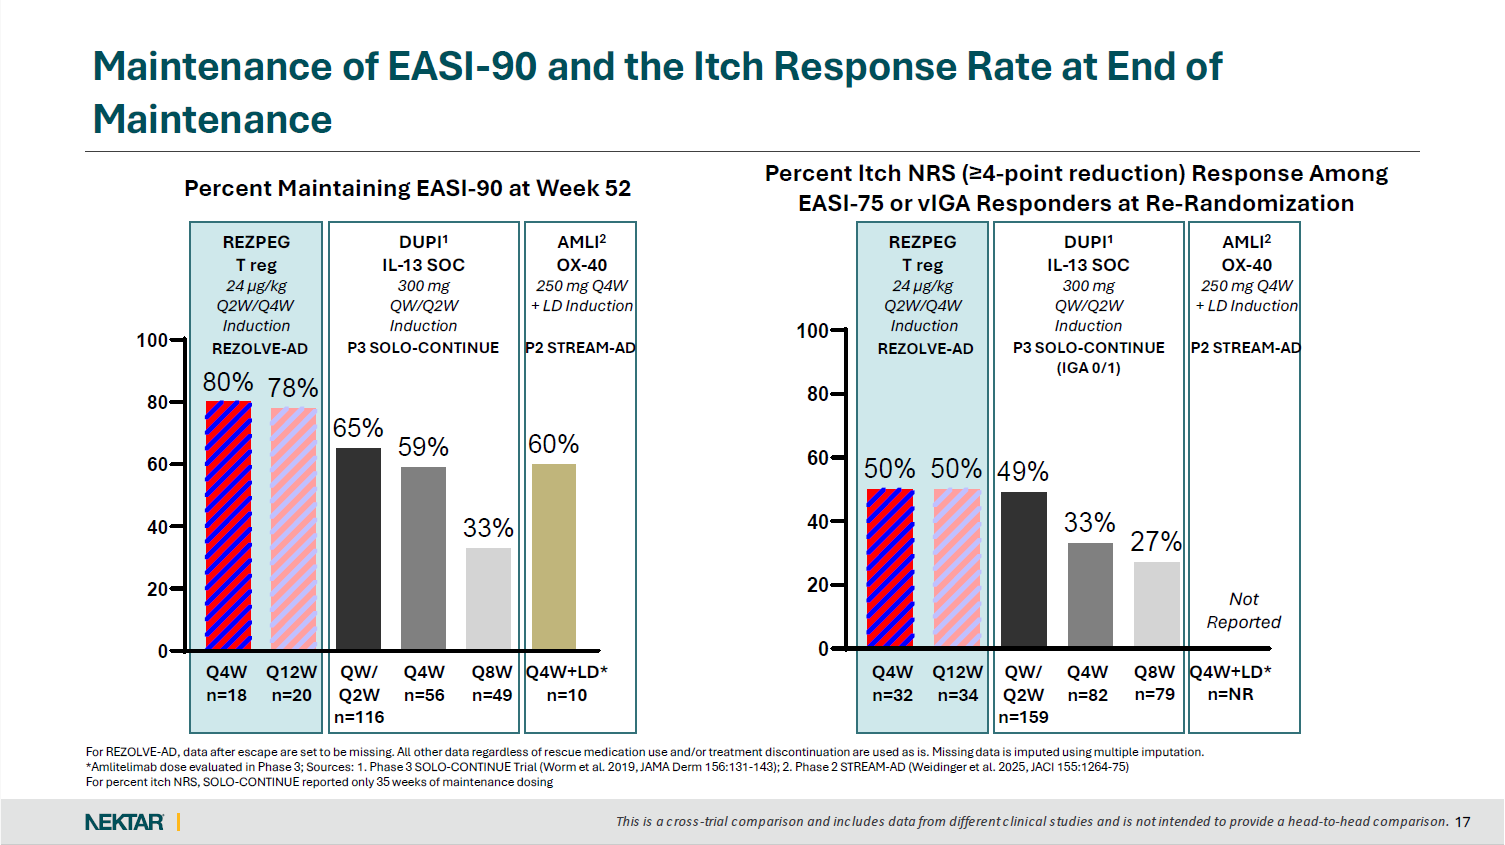 Maintenance of EASI-90 and the Itch Response Rate at End of
Maintenance
Percent Maintaining EASI-90 at Week 52
REZPEG
T reg
24 µg/kg
Q2W/Q4W
Induction
REZOLVE-AD
DUPI¹
IL-13 SOC
300 mg
QW/Q2W
Induction
P3 SOLO-CONTINUE
AMLI²
OX-40
250 mg Q4W
+ LD Induction
P2 STREAM-AD
100
80
60
40
20
0
80%
78%
65%
59%
33%
60%
Q4W
n=18
Q12W
n=20
QW/
Q2W
n=116
Q4W
n=56
Q8W
n=49
Q4W+LD*
n=10
Percent Itch NRS (≥4-point reduction) Response Among
EASI-75 or vIGA Responders at Re-Randomization
REZPEG
T reg
24 µg/kg
Q2W/Q4W
Induction
REZOLVE-AD
DUPI¹
IL-13 SOC
300 mg
QW/Q2W
Induction
P3 SOLO-CONTINUE
(IGA 0/1)
AMLI²
OX-40
250 mg Q4W
+ LD Induction
P2 STREAM-AD
100
80
60
40
20
0
50%
50%
49%
33%
27%
Not
Reported
Q4W
n=32
Q12W
n=34
QW/
Q2W
n=159
Q4W
n=82
Q8W
n=79
Q4W+LD*
n=NR
For REZOLVE-AD, data after escape are set to be missing. All other data regardless of rescue medication use and/or treatment discontinuation are used as is. Missing data is imputed using multiple imputation.
*Amlitelimab dose evaluated in Phase 3; Sources: 1. Phase 3 SOLO-CONTINUE Trial (Worm et al. 2019, JAMA Derm 156:131-143); 2. Phase 2 STREAM-AD (Weidinger et al. 2025, JACI 155:1264-75)
For percent itch NRS, SOLO-CONTINUE reported only 35 weeks of maintenance dosing
NEKTAR
This is a cross-trial comparison and includes data from different clinical studies and is not intended to provide a head-to-head comparison. 17